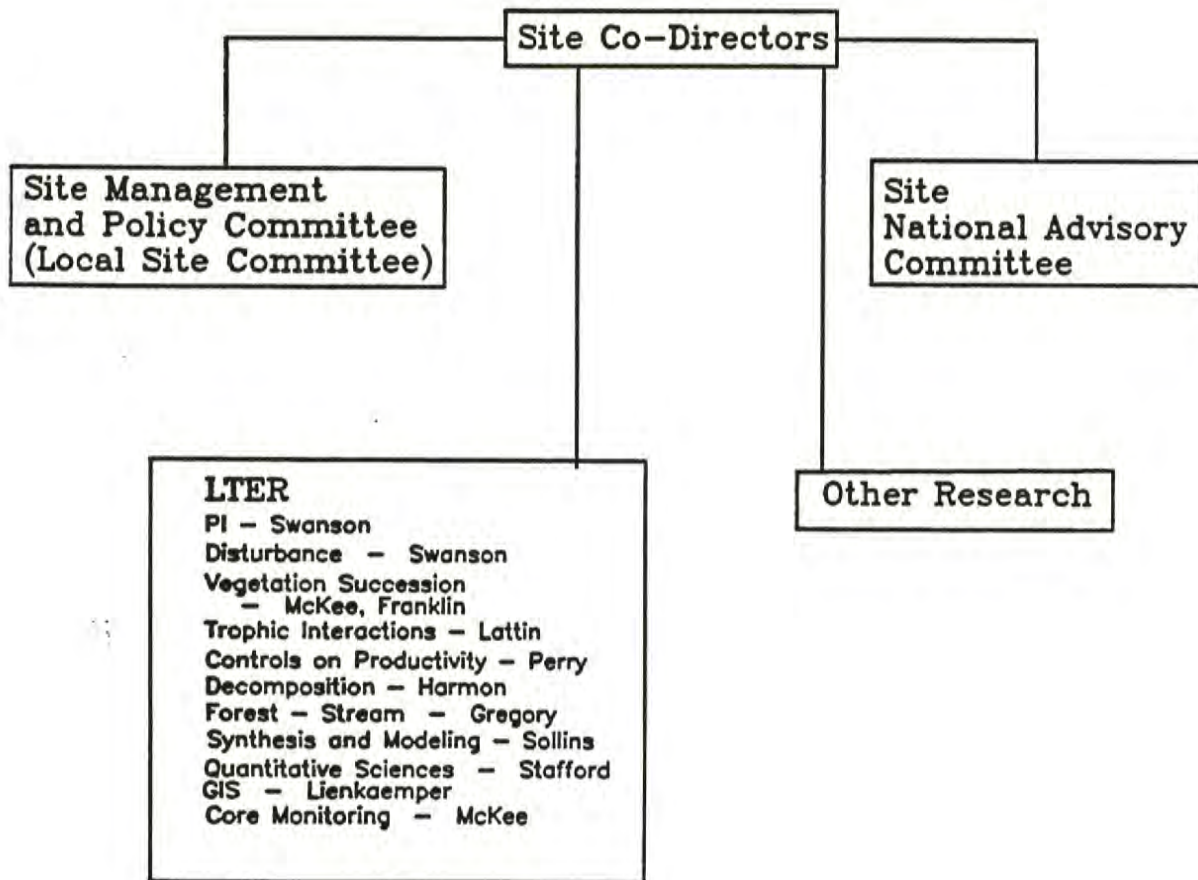 Site Co-Directors
Site Management
and Policy Committee
(Local Site Committee)
Site
National Advisory
Committee
LTER
PI – Swanson
Disturbance – Swanson
Vegetation Succession
– McKee, Franklin
Trophic Interactions – Lattin
Controls on Productivity – Perry
Decomposition – Harmon
Forest – Stream – Gregory
Synthesis and Modeling – Sollins
Quantitative Sciences – Stafford
GIS – Lienkaemper
Core Monitoring – McKee
Other Research